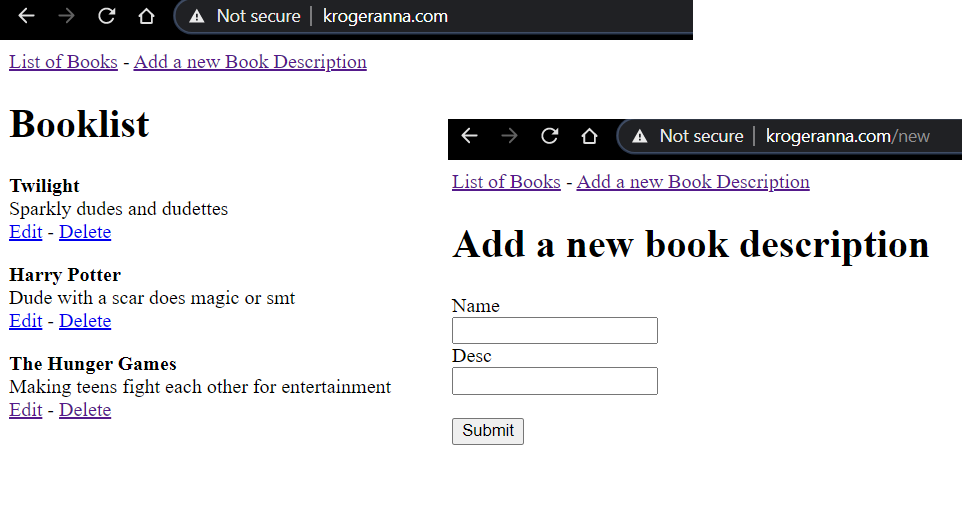 Not secure | krogeranna.com
List of Books - Add a new Book Description
Booklist
Twilight
Sparkly dudes and dudettes
Edit - Delete
Harry Potter
Dude with a scar does magic or smt
Edit - Delete
The Hunger Games
Making teens fight each other for entertainment
Edit - Delete
Not secure | krogeranna.com/new
List of Books - Add a new Book Description
Add a new book description
Name
Desc
Submit